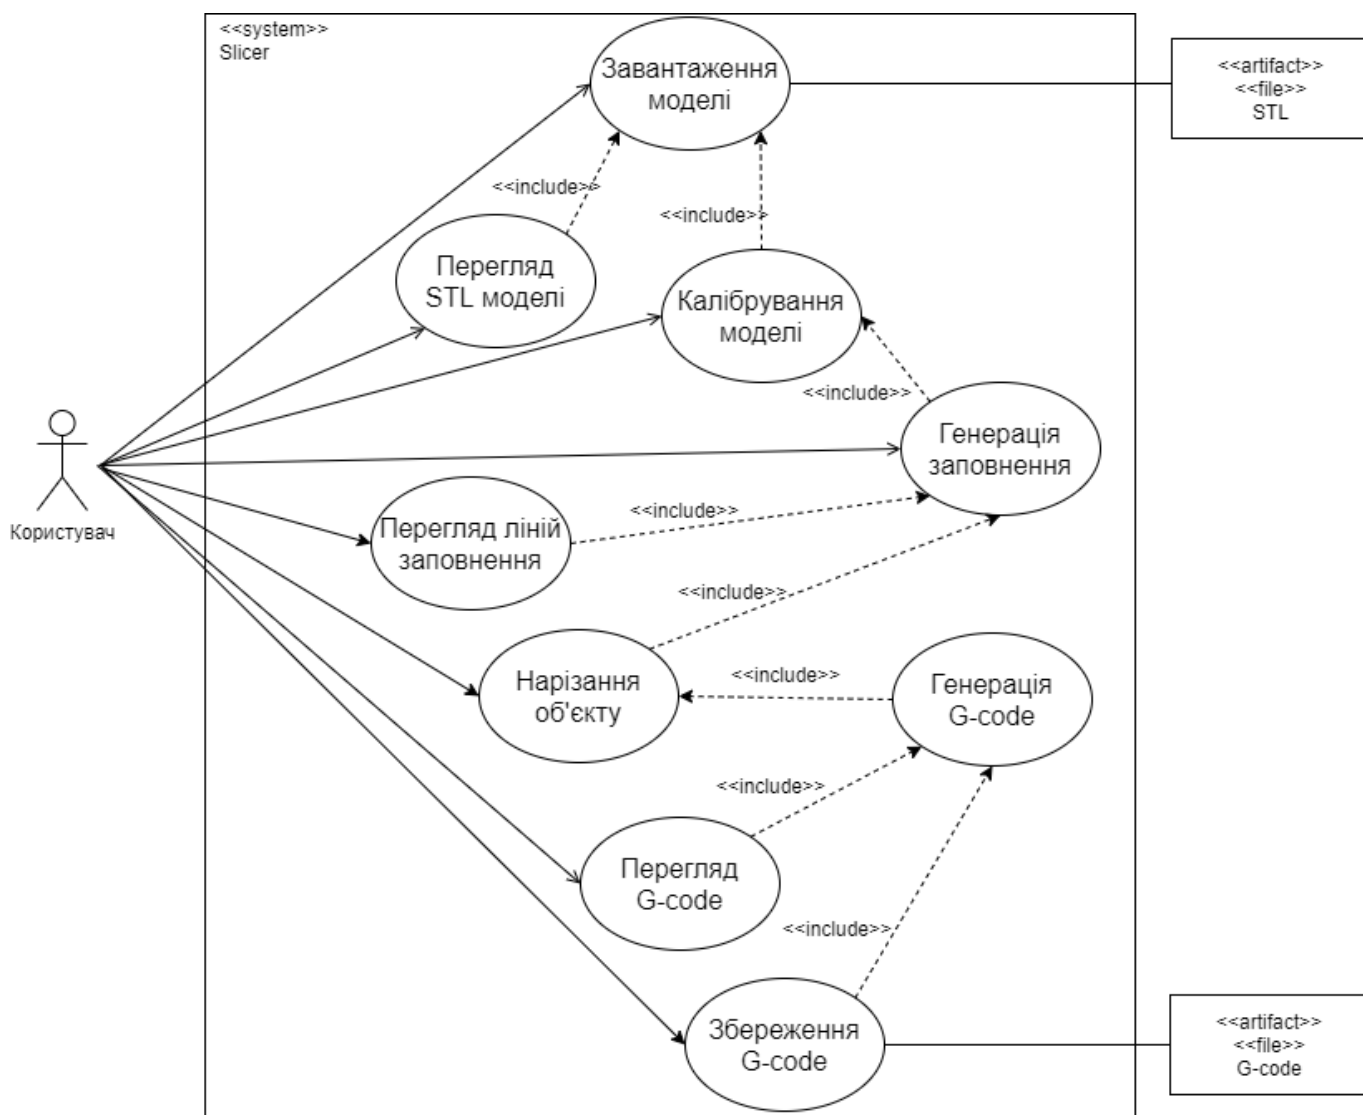 <<system>>
Slicer
Завантаження
моделі
<<artifact>>
<<file>>
STL
<<include>>
<<include>>
Перегляд
STL моделі
Калібрування
моделі
<<include>>
Генерація
заповнення
Користувач
Перегляд ліній
заповнення
<<include>>
<<include>>
Нарізання
об'єкту
<<include>>
Генерація
G-code
<<include>>
Перегляд
G-code
<<include>>
Збереження
G-code
<<artifact>>
<<file>>
G-code